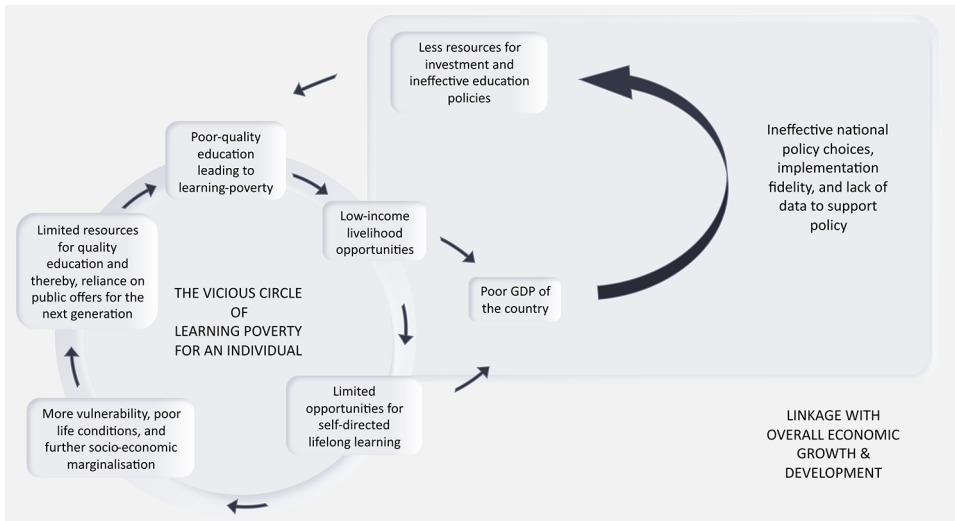 Less resources for
investment and
ineffective education
policies
Ineffective national
policy choices,
implementation
fidelity, and lack of
data to support
policy
Poor-quality
education
leading to
learning-poverty
Low-income
livelihood
opportunities
Limited resources
for quality
education and
thereby, reliance on
public offers for the
next generation
Poor GDP of
the country
THE VICIOUS CIRCLE
OF
LEARNING POVERTY
FOR AN INDIVIDUAL
Limited
opportunities for
self-directed
lifelong learning
More vulnerability, poor
life conditions, and
further socio-economic
marginalisation
LINKAGE WITH
OVERALL ECONOMIC
GROWTH &
DEVELOPMENT